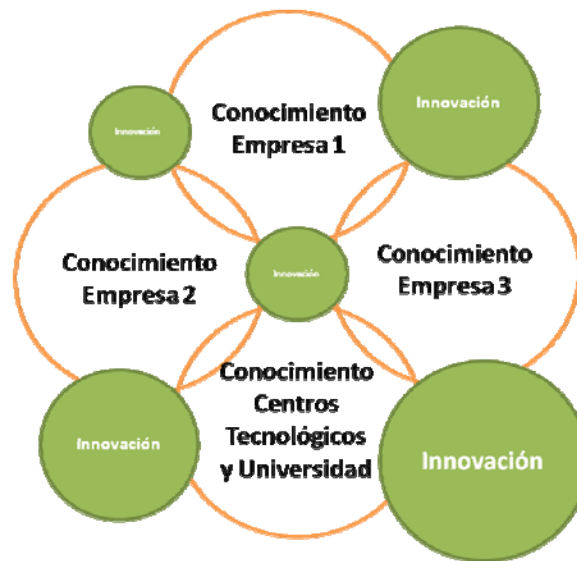 Innovación
Conocimiento
Empresa 1
Innovación
Conocimiento
Empresa 2
Innovación
Conocimiento
Empresa 3
Innovación
Conocimiento
Centros
Tecnológicos
y Universidad
Innovación